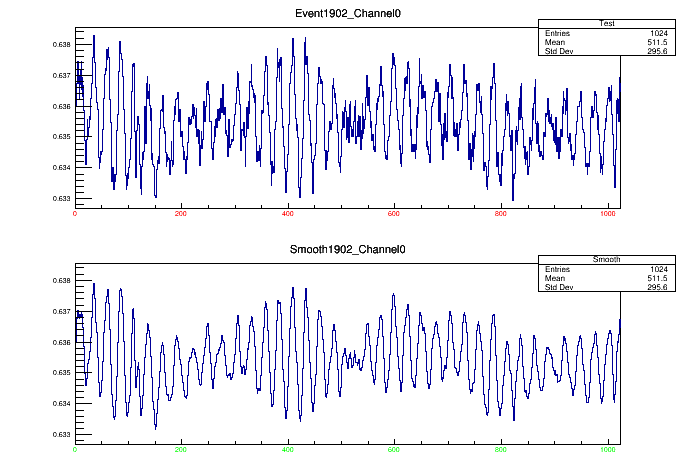 Event1902_Channel0
Test
Entries 1024
Mean 511.5
Std Dev 295.6
0.638
0.637
0.636
0.635
0.634
0.633
0 200 400 600 800 1000
Smooth1902_Channel0
Smooth
Entries 1024
Mean 511.5
Std Dev 295.6
0.638
0.637
0.636
0.635
0.634
0.633
0 200 400 600 800 1000